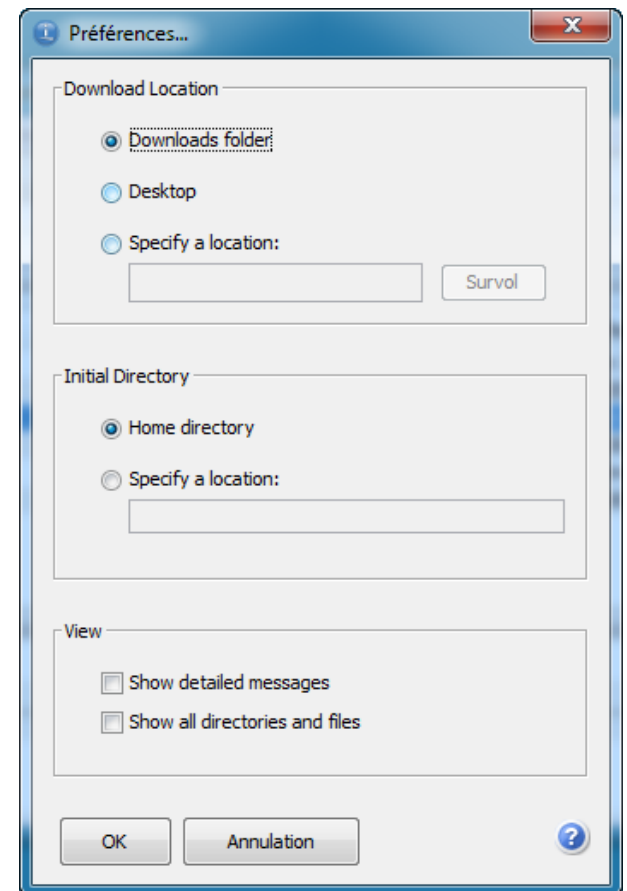 Préférences...
Download Location
Downloads folder
Desktop
Specify a location:
Survol
Initial Directory
Home directory
Specify a location:
View
Show detailed messages
Show all directories and files
OK Annulation